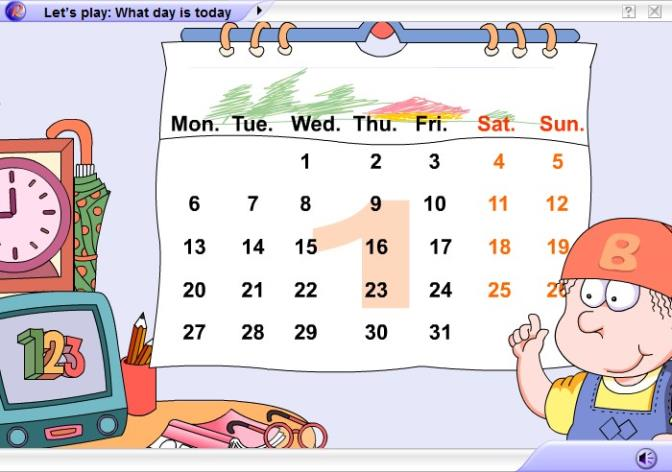 Let's play: What day is today
?
Mon. Tue. Wed. Thu. Fri. Sat. Sun.
1 2 3 4 5
6 7 8 9 10 11 12
13 14 15 16 17 18 19
20 21 22 23 24 25 26
27 28 29 30 31
1
B
123